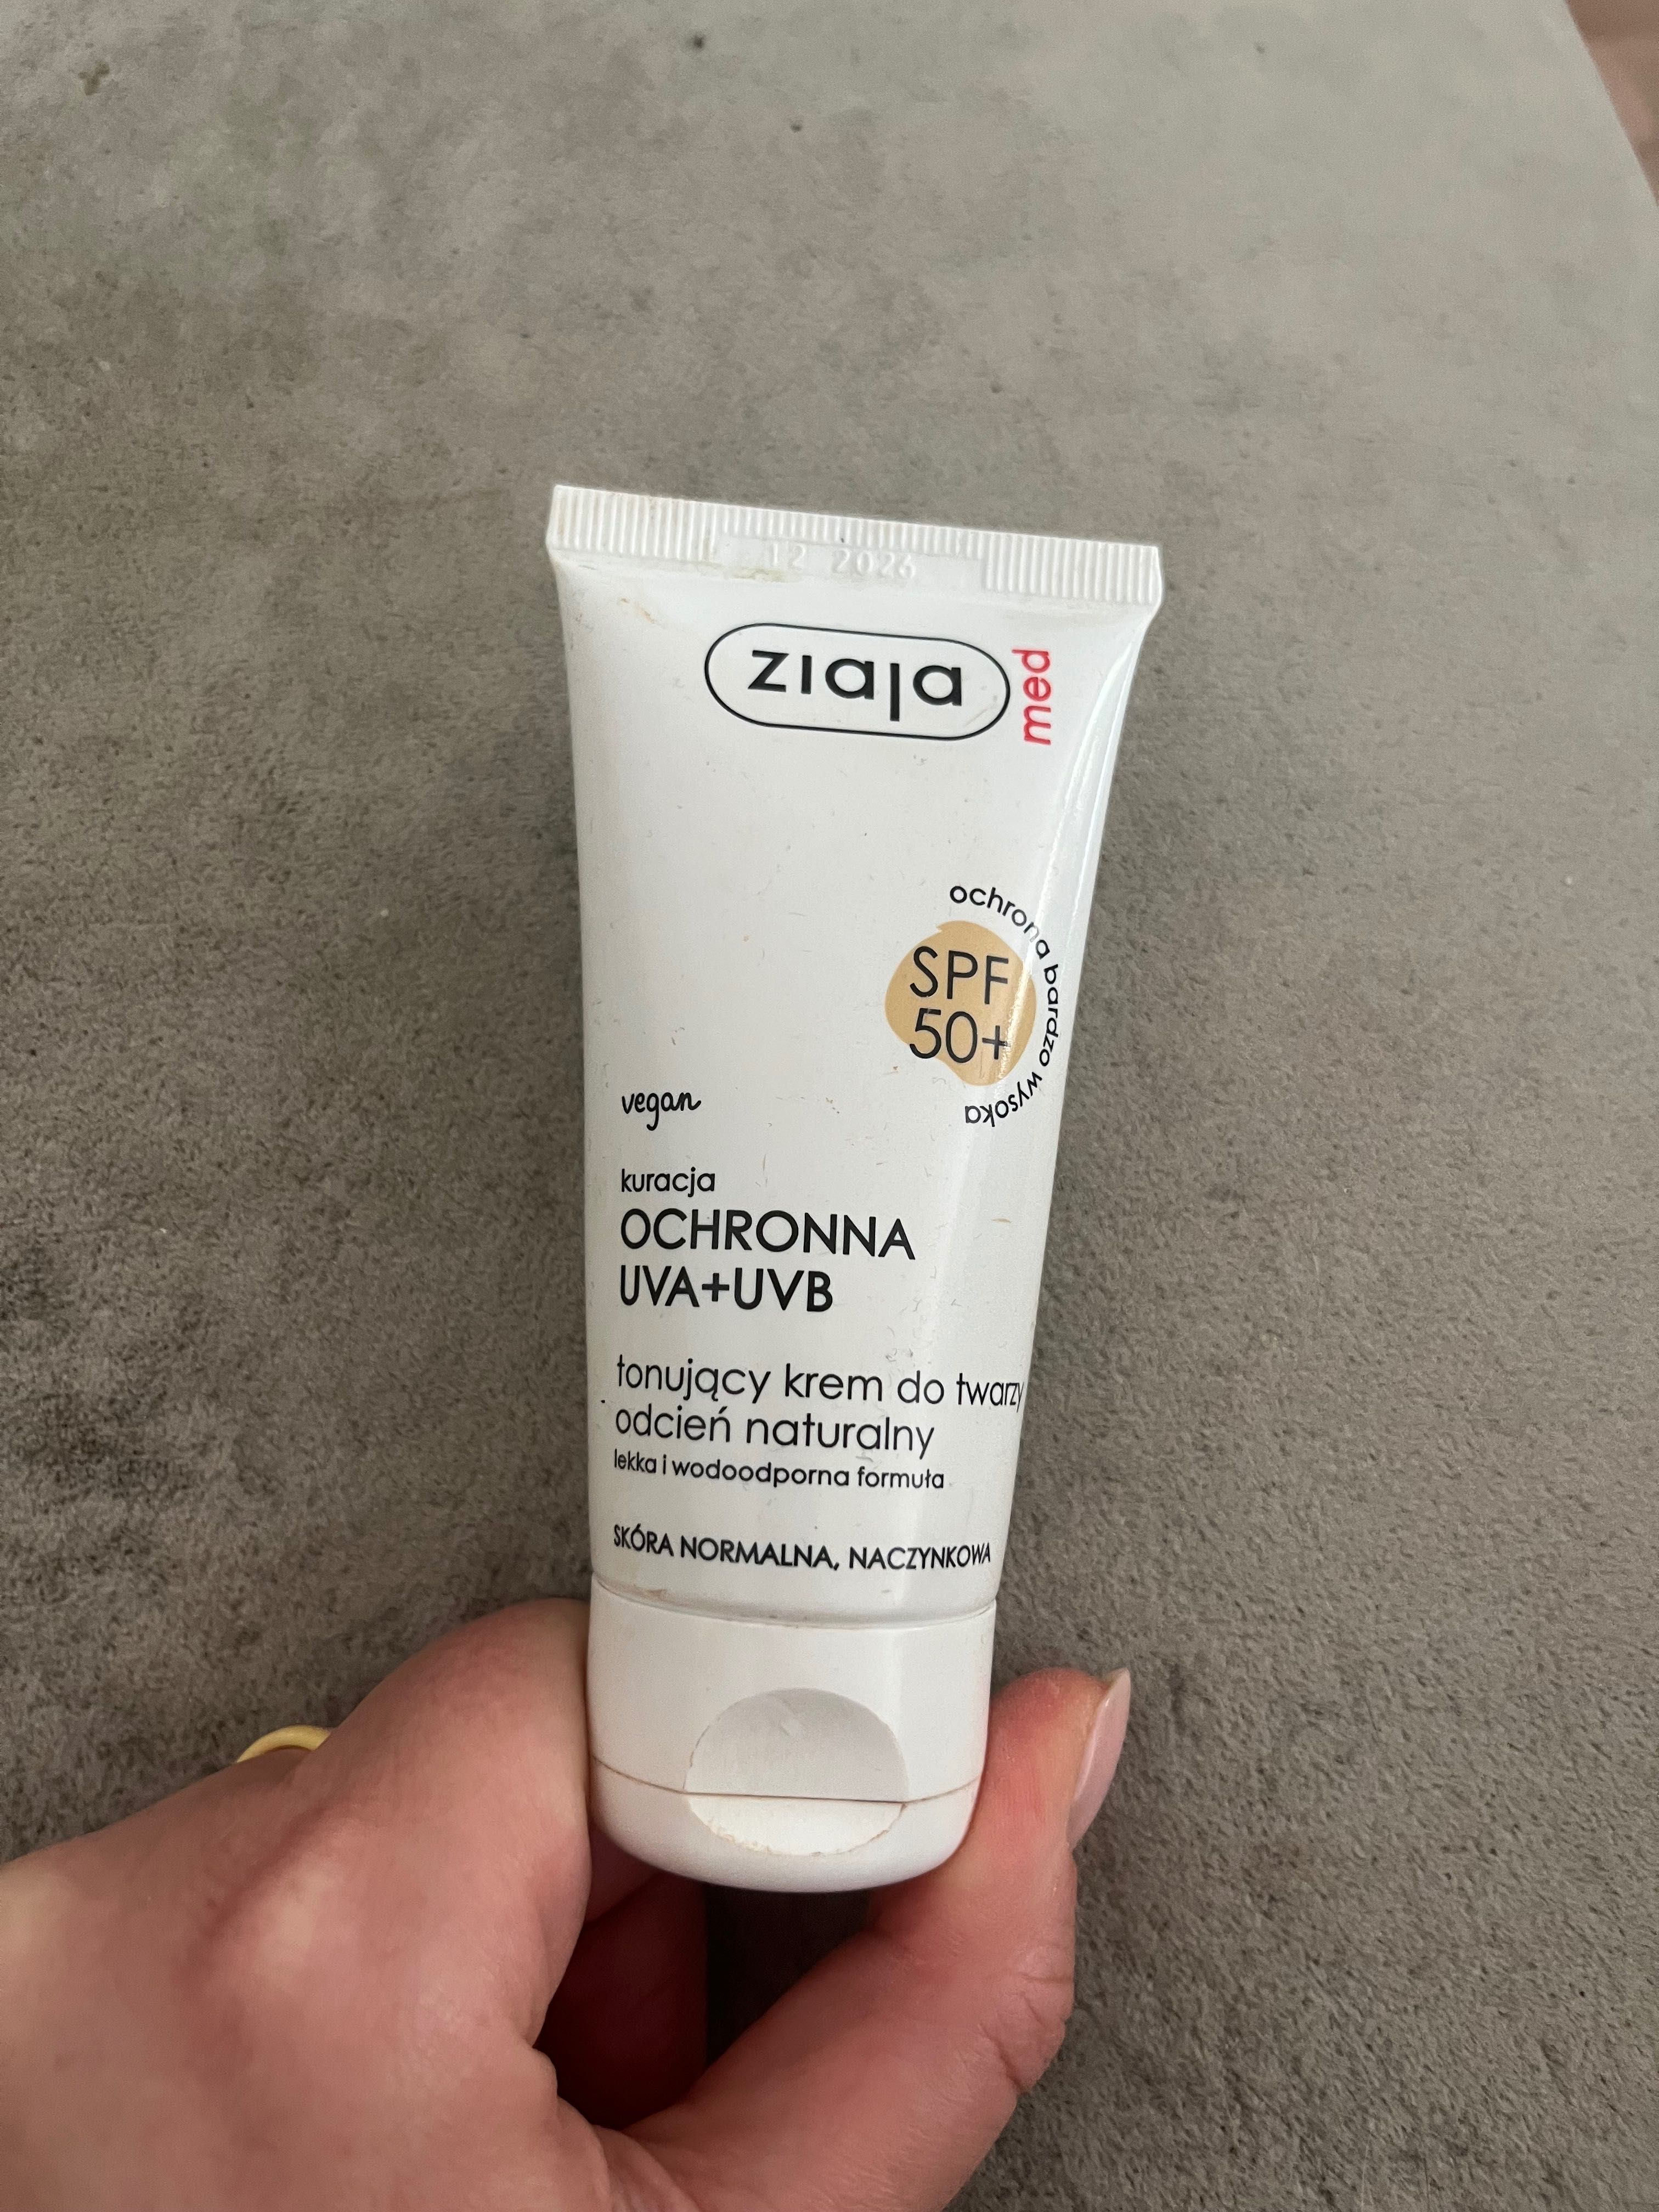 12 2026
ziaja
med
ochrona bardzo wysoka
SPF
50+
vegan
kuracja
OCHRONNA
UVA+UVB
tonujący krem do twarzy
odcień naturalny
lekka i wodoodporna formuła
SKÓRA NORMALNA, NACZYNKOWA